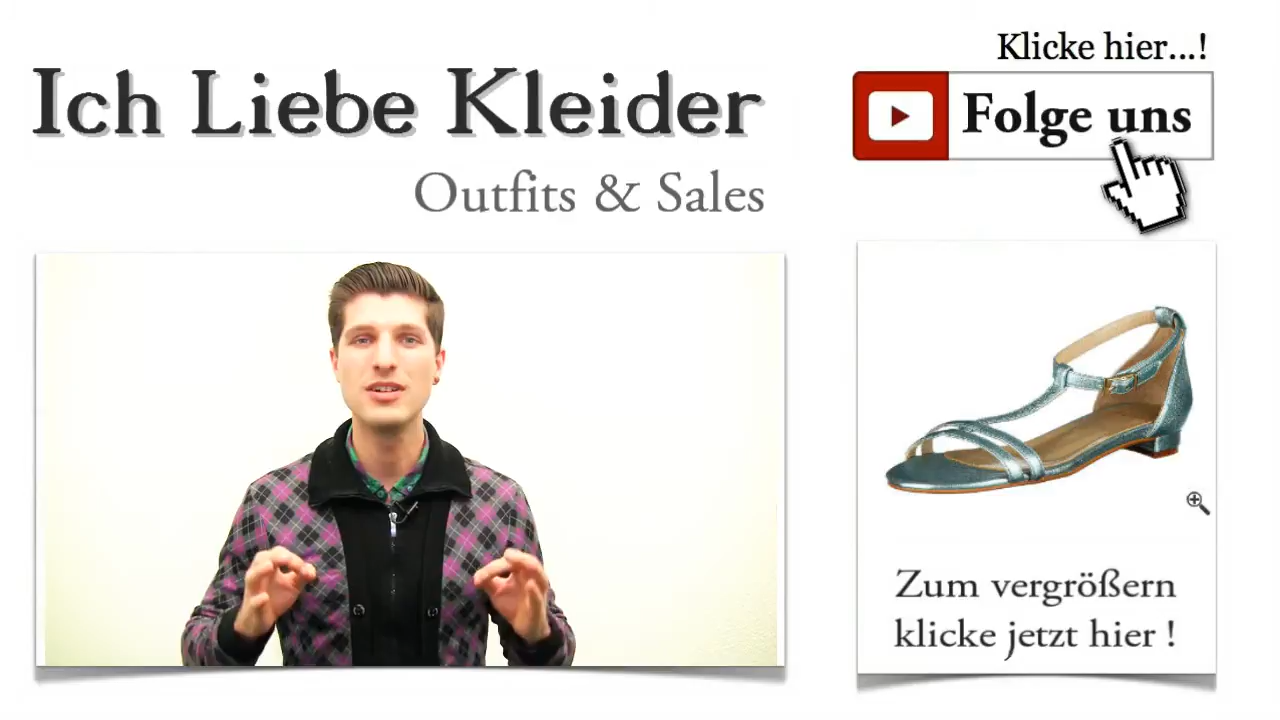 Ich Liebe Kleider
Outfits & Sales
Klicke hier...!
Folge uns
Zum vergrößern
klicke jetzt hier !